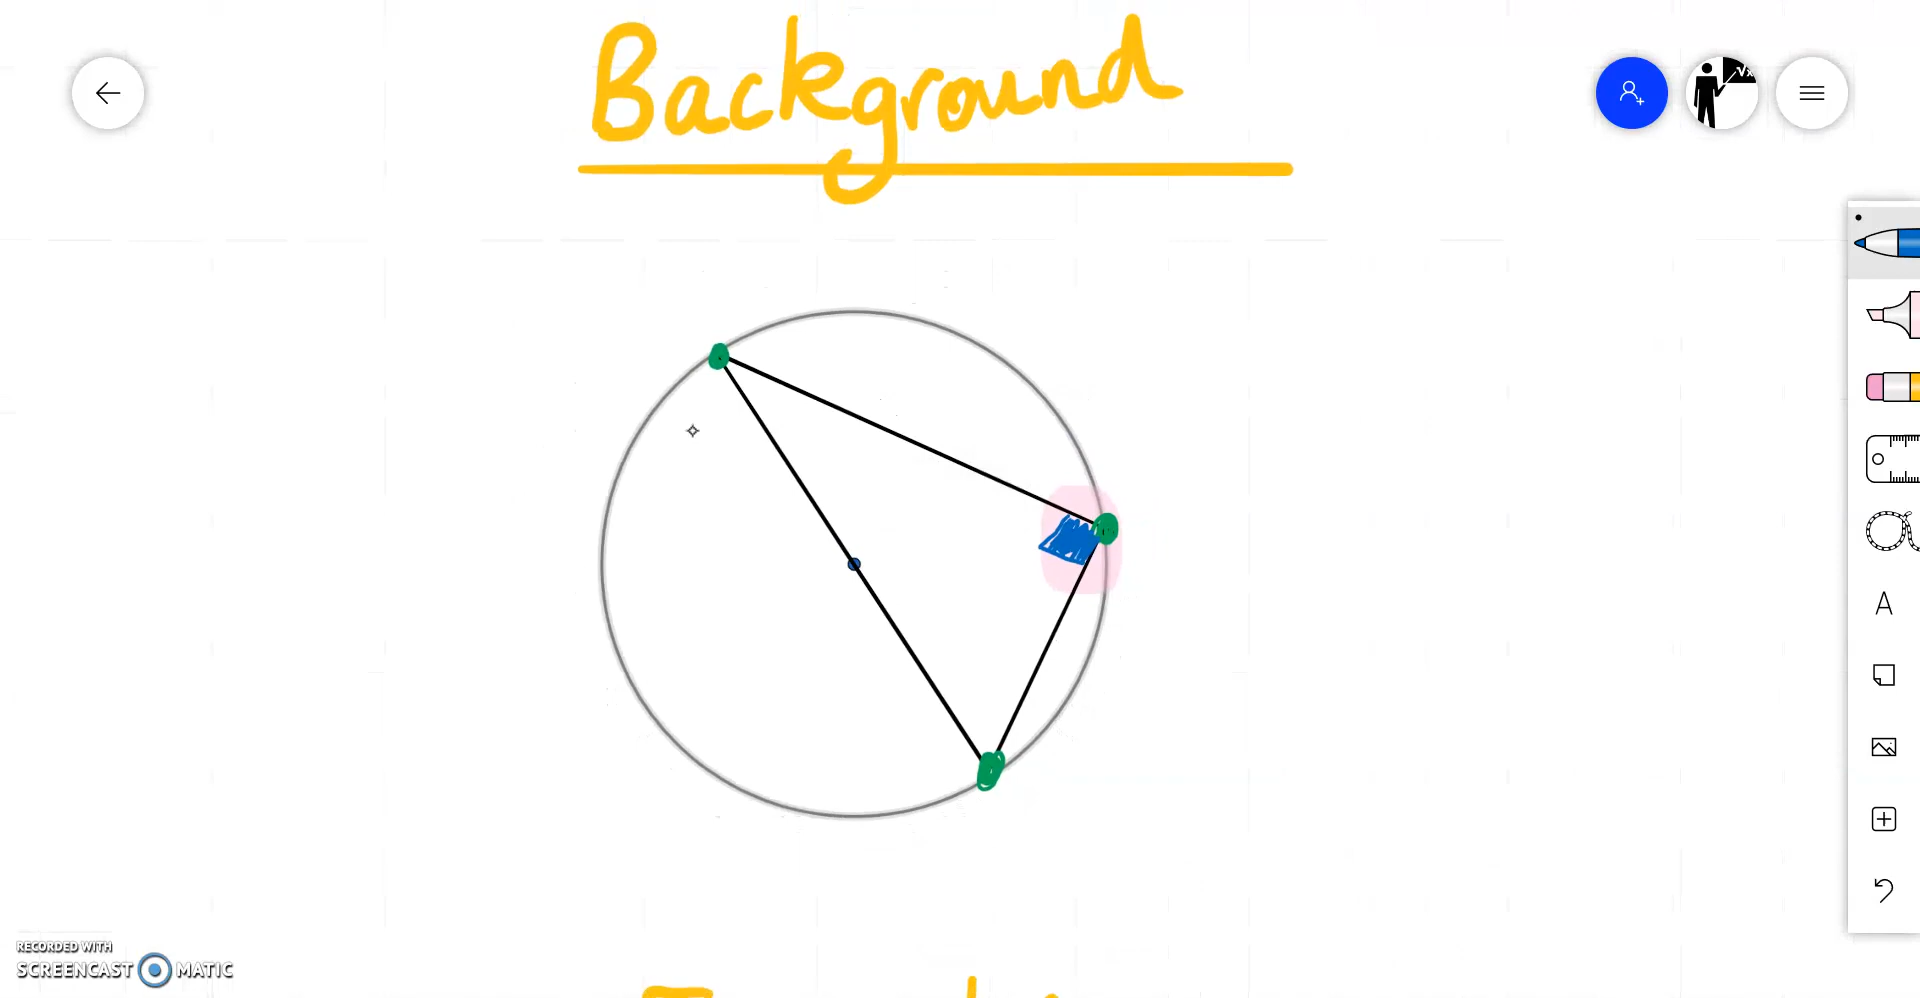 Background
√x
A
RECORDED WITH
SCREENCAST MATIC